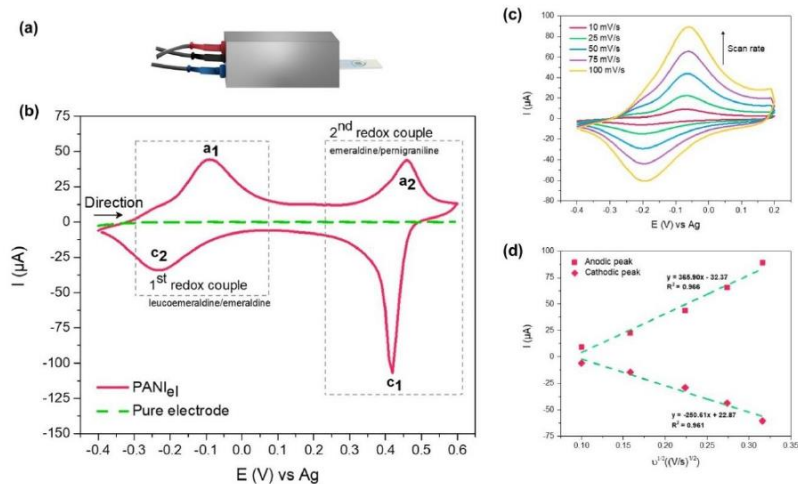 (a)
(b)
75
50
25
0
-25
-50
-75
-100
-125
-150
I (µA)
a1
2nd redox couple
emeraldine/pernigraniline
a2
Direction
c2
1st redox couple
leucoemeraldine/emeraldine
c1
PANIel
Pure electrode
-0.4 -0.3 -0.2 -0.1 0.0 0.1 0.2 0.3 0.4 0.5 0.6
E (V) vs Ag
(c)
100
80
60
40
20
0
-20
-40
-60
-80
I (µA)
10 mV/s
25 mV/s
50 mV/s
75 mV/s
100 mV/s
Scan rate
-0.4 -0.3 -0.2 -0.1 0.0 0.1 0.2
E (V) vs Ag
(d)
100
75
50
25
0
-25
-50
-75
I (µA)
Anodic peak
Cathodic peak
y = 365.90x - 32.37
R2 = 0.966
y = -250.61x + 22.87
R2 = 0.961
0.10 0.15 0.20 0.25 0.30 0.35
υ1/2((V/s)1/2)